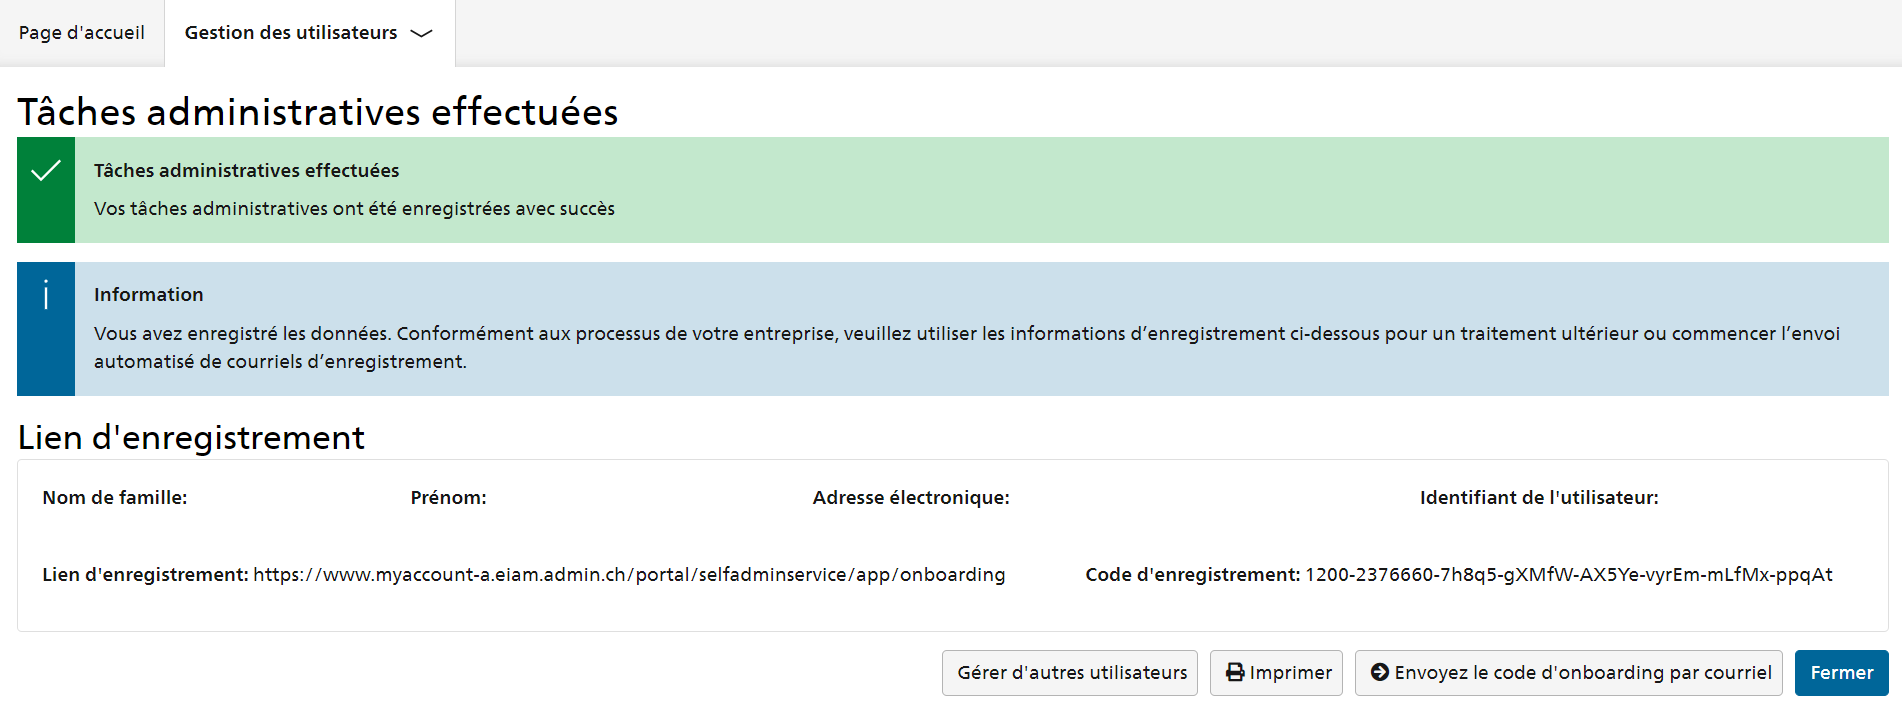 Page d'accueil
Gestion des utilisateurs
Tâches administratives effectuées
Tâches administratives effectuées
Vos tâches administratives ont été enregistrées avec succès
Information
Vous avez enregistré les données. Conformément aux processus de votre entreprise, veuillez utiliser les informations d’enregistrement ci-dessous pour un traitement ultérieur ou commencer l’envoi
automatisé de courriels d’enregistrement.
Lien d'enregistrement
Nom de famille: Prénom: Adresse électronique: Identifiant de l'utilisateur:
Lien d'enregistrement: https://www.myaccount-a.eiam.admin.ch/portal/selfadminservice/app/onboarding Code d'enregistrement: 1200-2376660-7h8q5-gXMfW-AX5Ye-vyrEm-mLfMx-ppqAt
Gérer d'autres utilisateurs Imprimer Envoyez le code d'onboarding par courriel Fermer